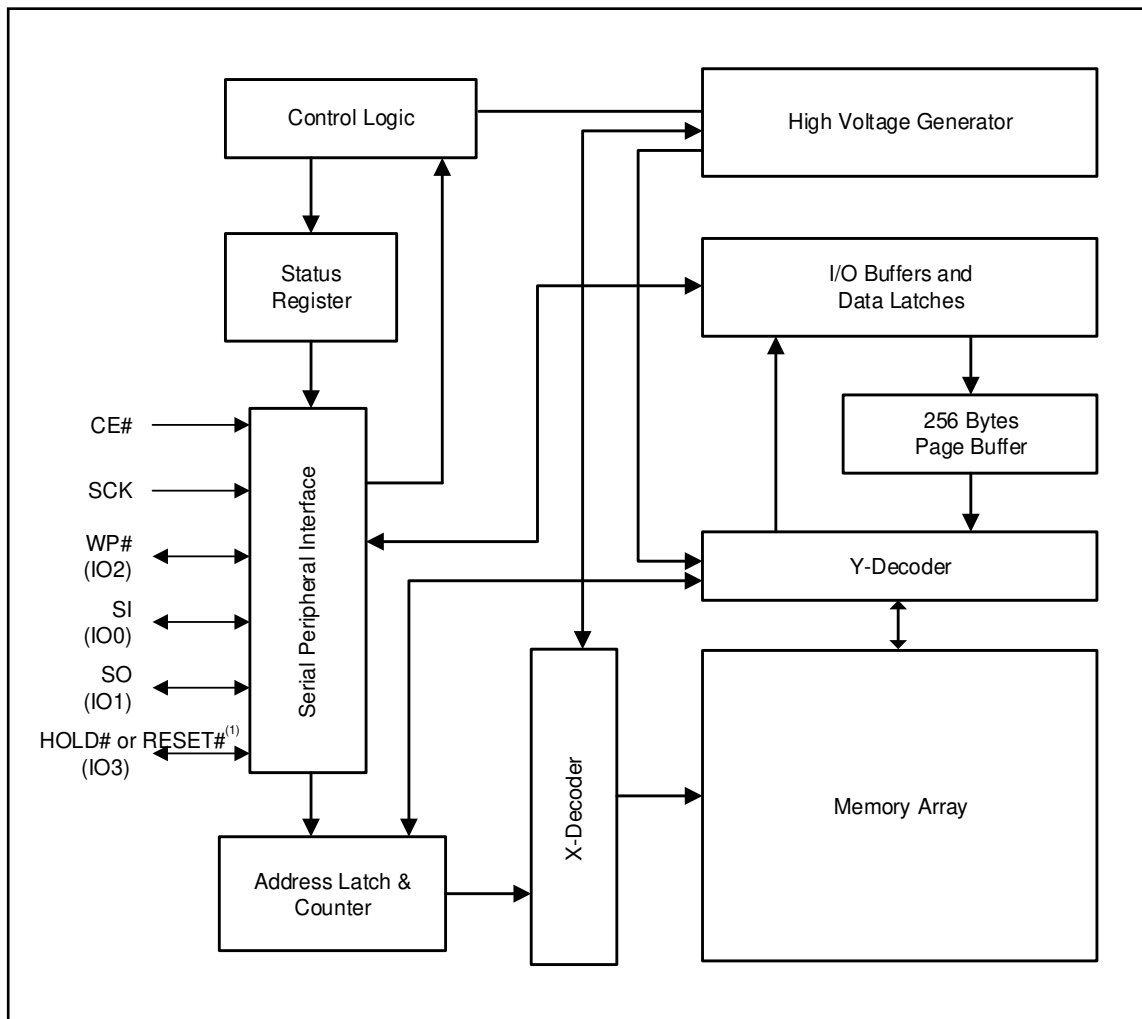 Control Logic
High Voltage Generator
Status
Register
I/O Buffers and
Data Latches
256 Bytes
Page Buffer
CE#
SCK
WP#
(IO2)
SI
(IO0)
SO
(IO1)
HOLD# or RESET#(1)
(IO3)
Serial Peripheral Interface
Y-Decoder
X-Decoder
Memory Array
Address Latch &
Counter